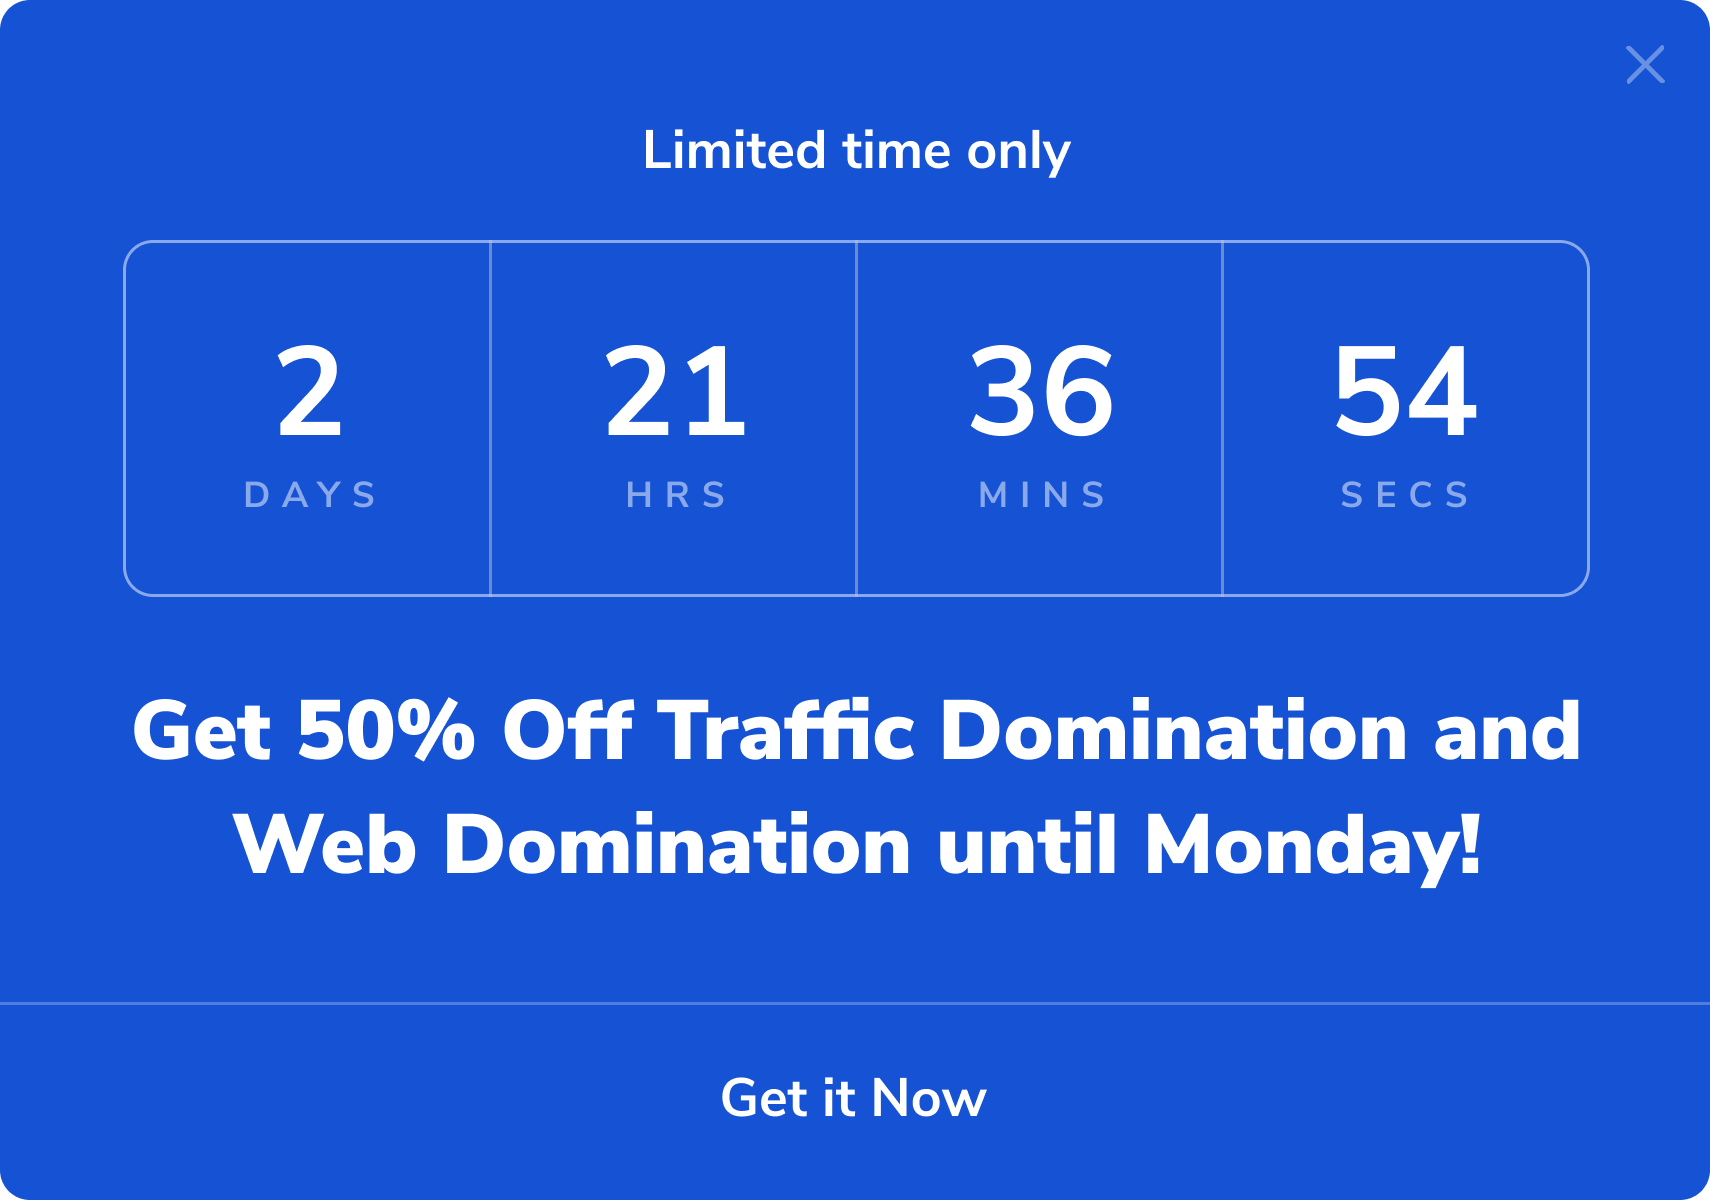 Limited time only
2 21 36 54
DAYS HRS MINS SECS
Get 50% Off Traffic Domination and
Web Domination until Monday!
Get it Now